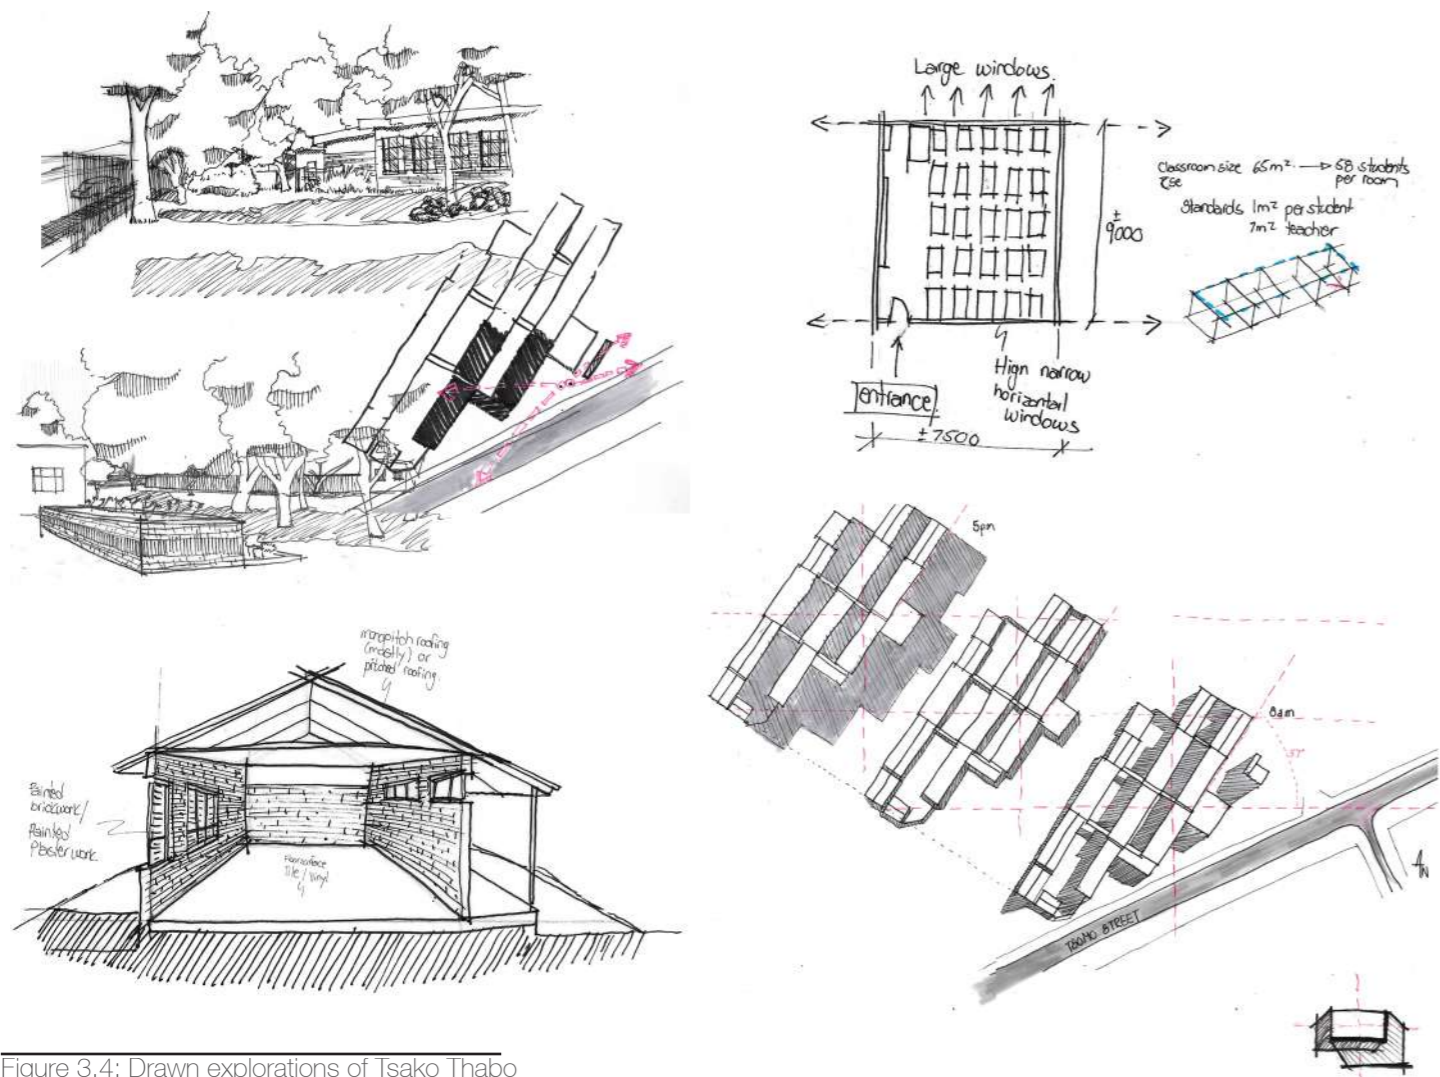 Large windows.
Classroom size 65m² → 58 students
per room
Standards 1m² per student
7m² teacher
± 9000
High narrow
horizontail
windows
entrance
± 7500
5pm
monopitch roofing
(mostly) or
pitched roofing
Painted
brickwork/
Painted
Plasterwork
Floor surface
tile / vinyl
8am
N
TSOMO STREET
Figure 3.4: Drawn explorations of Tsako Thabo